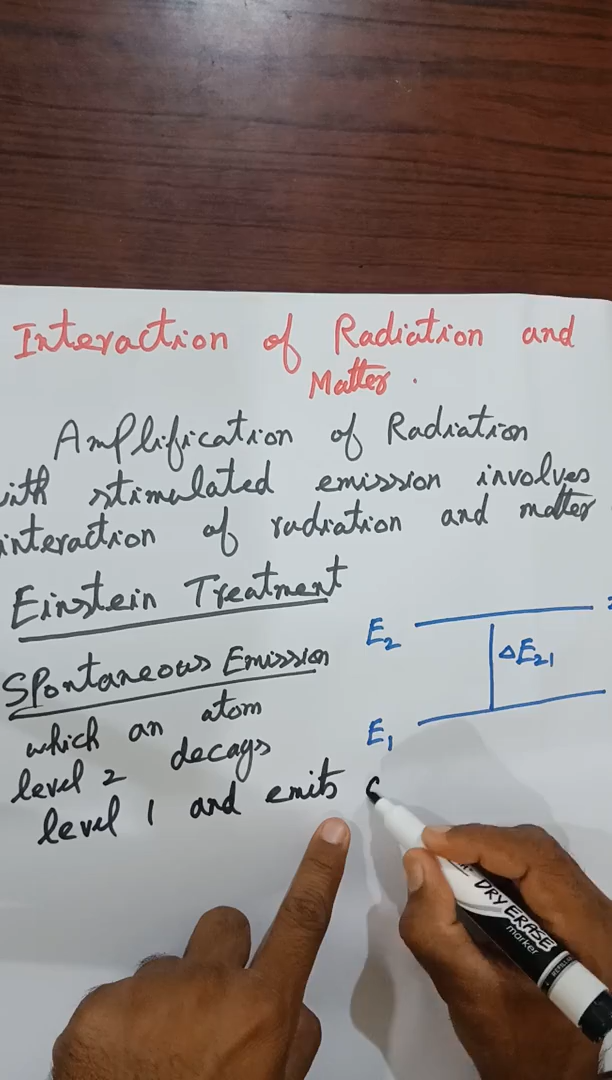 Interaction of Radiation and
Matter.
Amplification of Radiation
with stimulated emission involves
interaction of radiation and matter
Einstein Treatment
E2
ΔE21
E1
Spontaneous Emission
which an atom
level 2 decays
level 1 and emits
DRY ERASE
marker